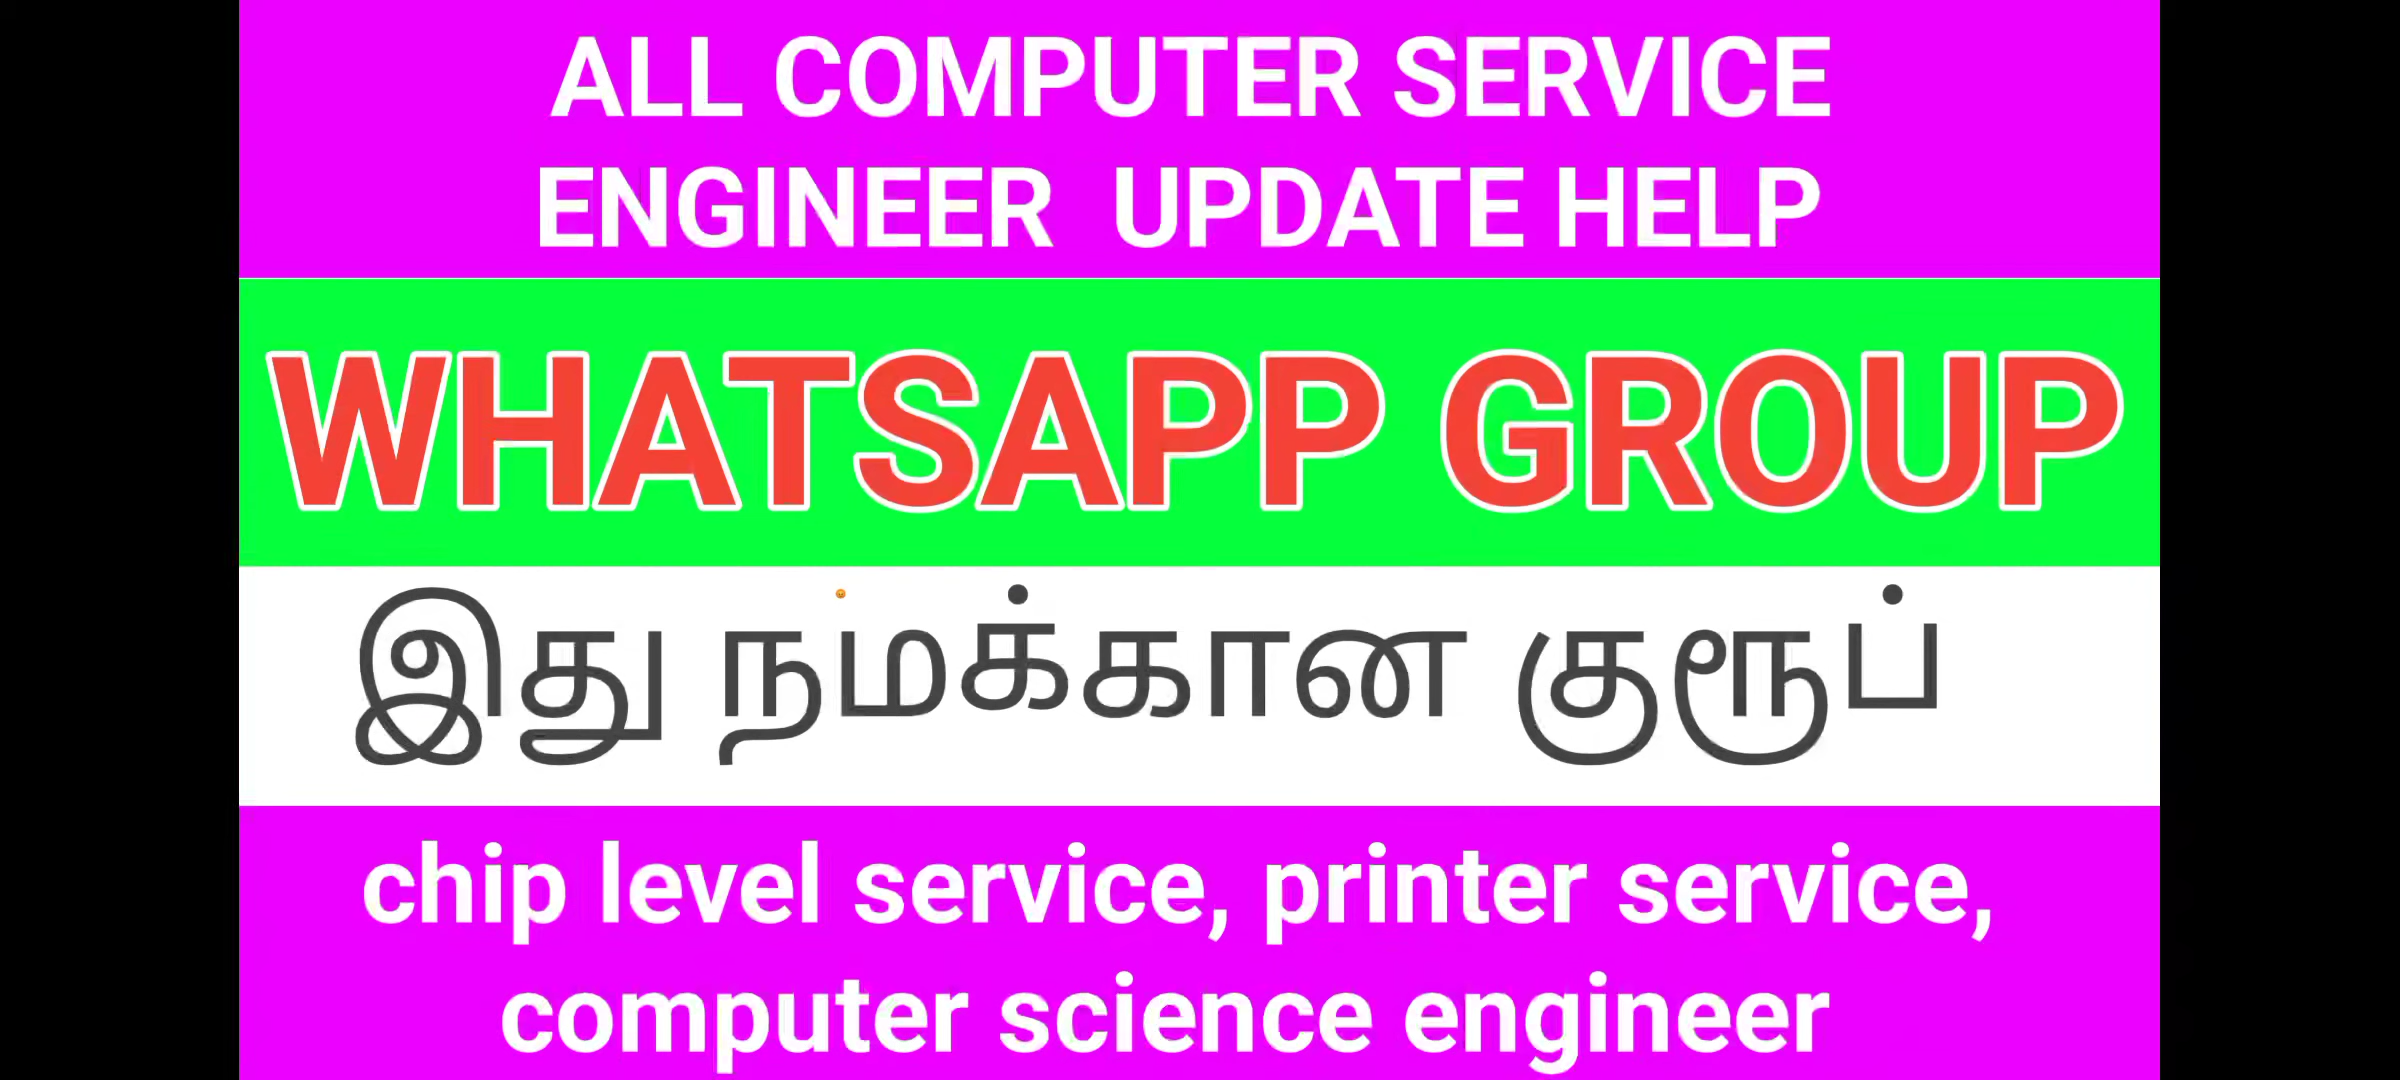 ALL COMPUTER SERVICE
ENGINEER  UPDATE HELP
WHATSAPP GROUP
இது நமக்கான குரூப்
chip level service, printer service,
computer science engineer